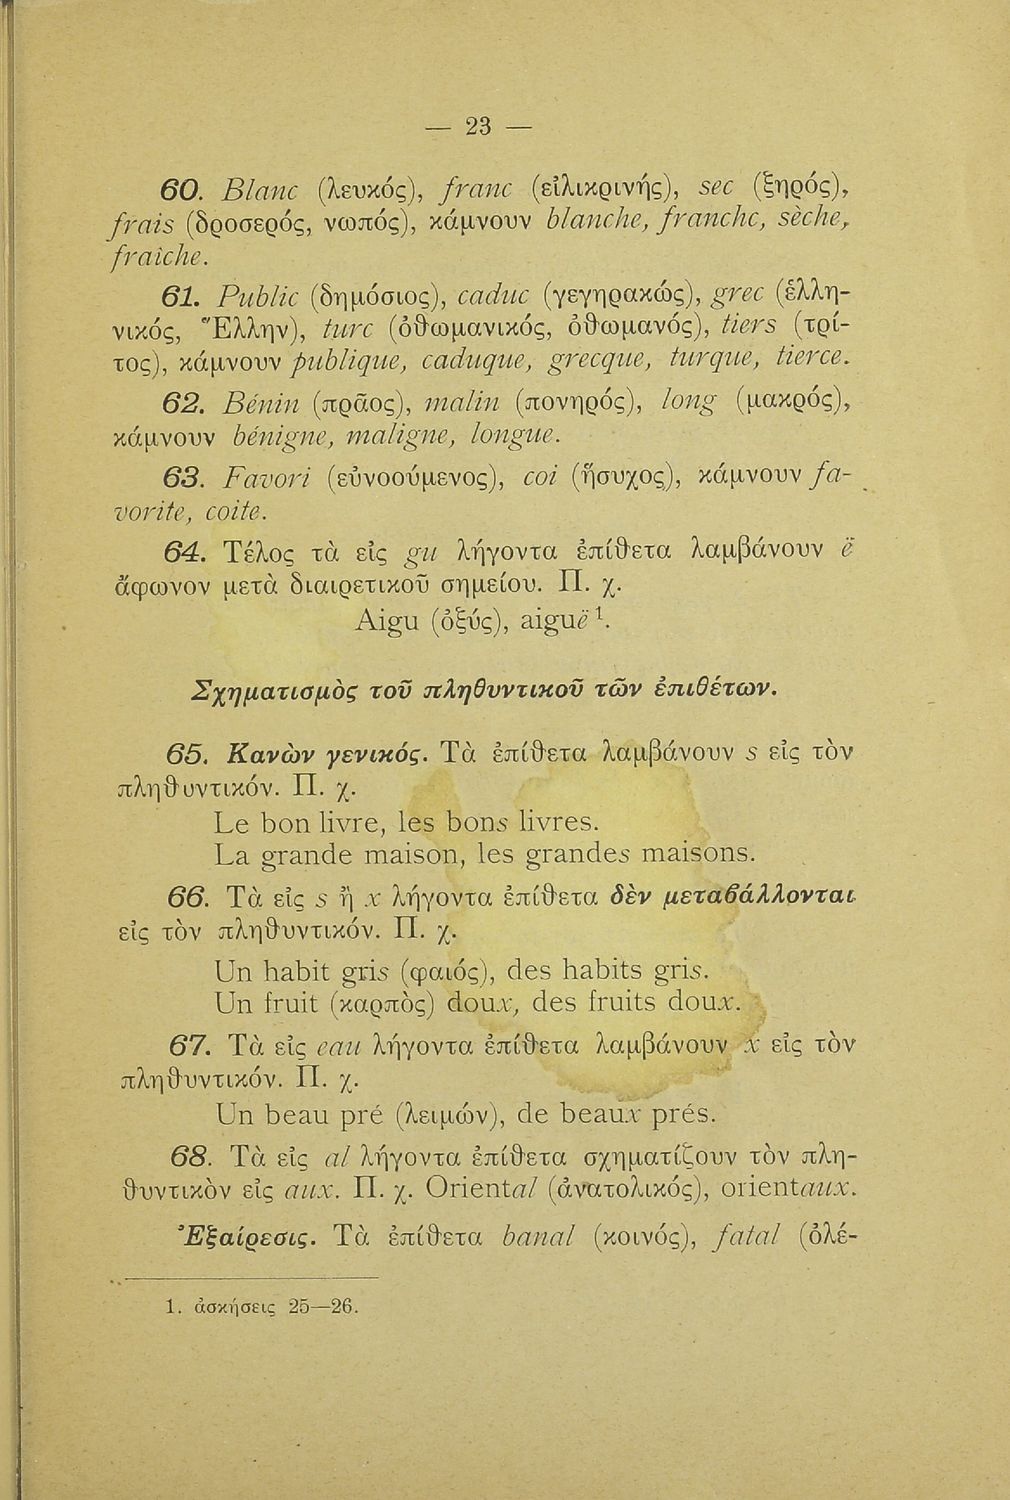 — 23 —
60. Blanc (λευκός), franc (εἰλικρινής), sec (ξηρός),
frais (δροσερός, νωπός), κάμνουν blanche, franche, sèche,
fraîche.
61. Public (δημόσιος), caduc (γεγηρακώς), grec (ἑλλη-
νικός, Ἕλλην), turc (ὀθωμανικός, ὀθωμανός), tiers (τρί-
τος), κάμνουν publique, caduque, grecque, turque, tierce.
62. Bénin (πρᾶος), malin (πονηρός), long (μακρός),
κάμνουν bénigne, maligne, longue.
63. Favori (εὐνοούμενος), coi (ἥσυχος), κάμνουν fa-
vorite, coite.
64. Τέλος τὰ εἰς gu λήγοντα ἐπίθετα λαμβάνουν ë
ἄφωνον μετὰ διαιρετικοῦ σημείου. Π. χ.
Aigu (ὀξύς), aiguë ¹.
Σχηματισμὸς τοῦ πληθυντικοῦ τῶν ἐπιθέτων.
65. Κανὼν γενικός. Τὰ ἐπίθετα λαμβάνουν s εἰς τὸν
πληθυντικόν. Π. χ.
Le bon livre, les bons livres.
La grande maison, les grandes maisons.
66. Τὰ εἰς s ἢ x λήγοντα ἐπίθετα δὲν μεταβάλλονται
εἰς τὸν πληθυντικόν. Π. χ.
Un habit gris (φαιός), des habits gris.
Un fruit (καρπὸς) doux, des fruits doux.
67. Τὰ εἰς eau λήγοντα ἐπίθετα λαμβάνουν x εἰς τὸν
πληθυντικόν. Π. χ.
Un beau pré (λειμών), de beaux prés.
68. Τὰ εἰς al λήγοντα ἐπίθετα σχηματίζουν τὸν πλη-
θυντικὸν εἰς aux. Π. χ. Oriental (ἀνατολικός), orientaux.
Ἐξαίρεσις. Τὰ ἐπίθετα banal (κοινός), fatal (ὀλέ-
1. ἀσκήσεις 25—26.